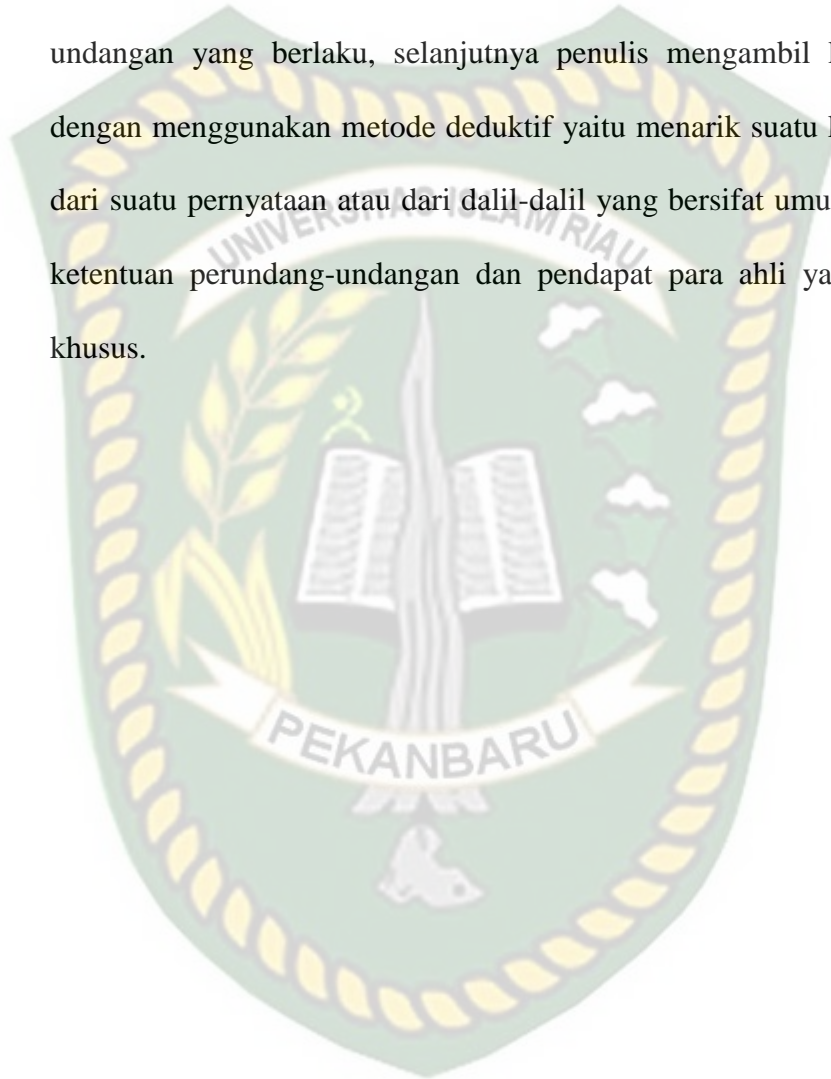 undangan yang berlaku, selanjutnya penulis mengambil
dengan menggunakan metode deduktif yaitu menarik suatu
dari suatu pernyataan atau dari dalil-dalil yang bersifat
ketentuan perundang-undangan dan pendapat para ahli
khusus.
UNIVERSITAS ISLAM RIAU
PEKANBARU